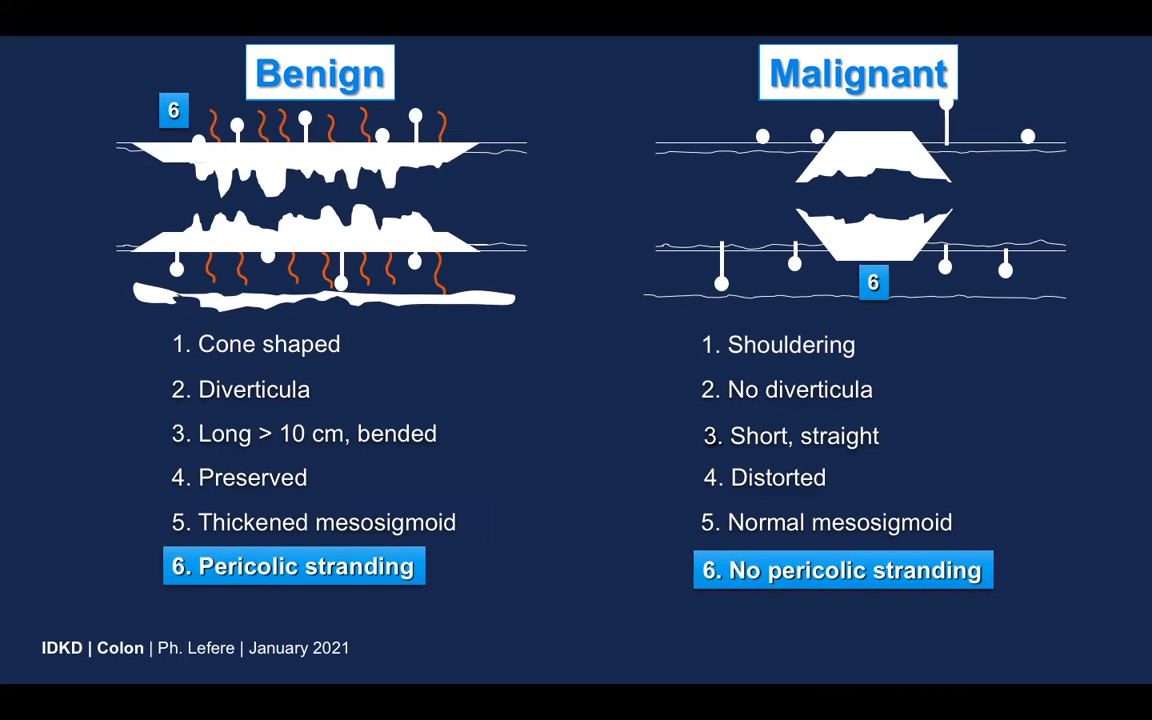 Benign
6
1. Cone shaped
2. Diverticula
3. Long > 10 cm, bended
4. Preserved
5. Thickened mesosigmoid
6. Pericolic stranding
Malignant
6
1. Shouldering
2. No diverticula
3. Short, straight
4. Distorted
5. Normal mesosigmoid
6. No pericolic stranding
IDKD | Colon | Ph. Lefere | January 2021